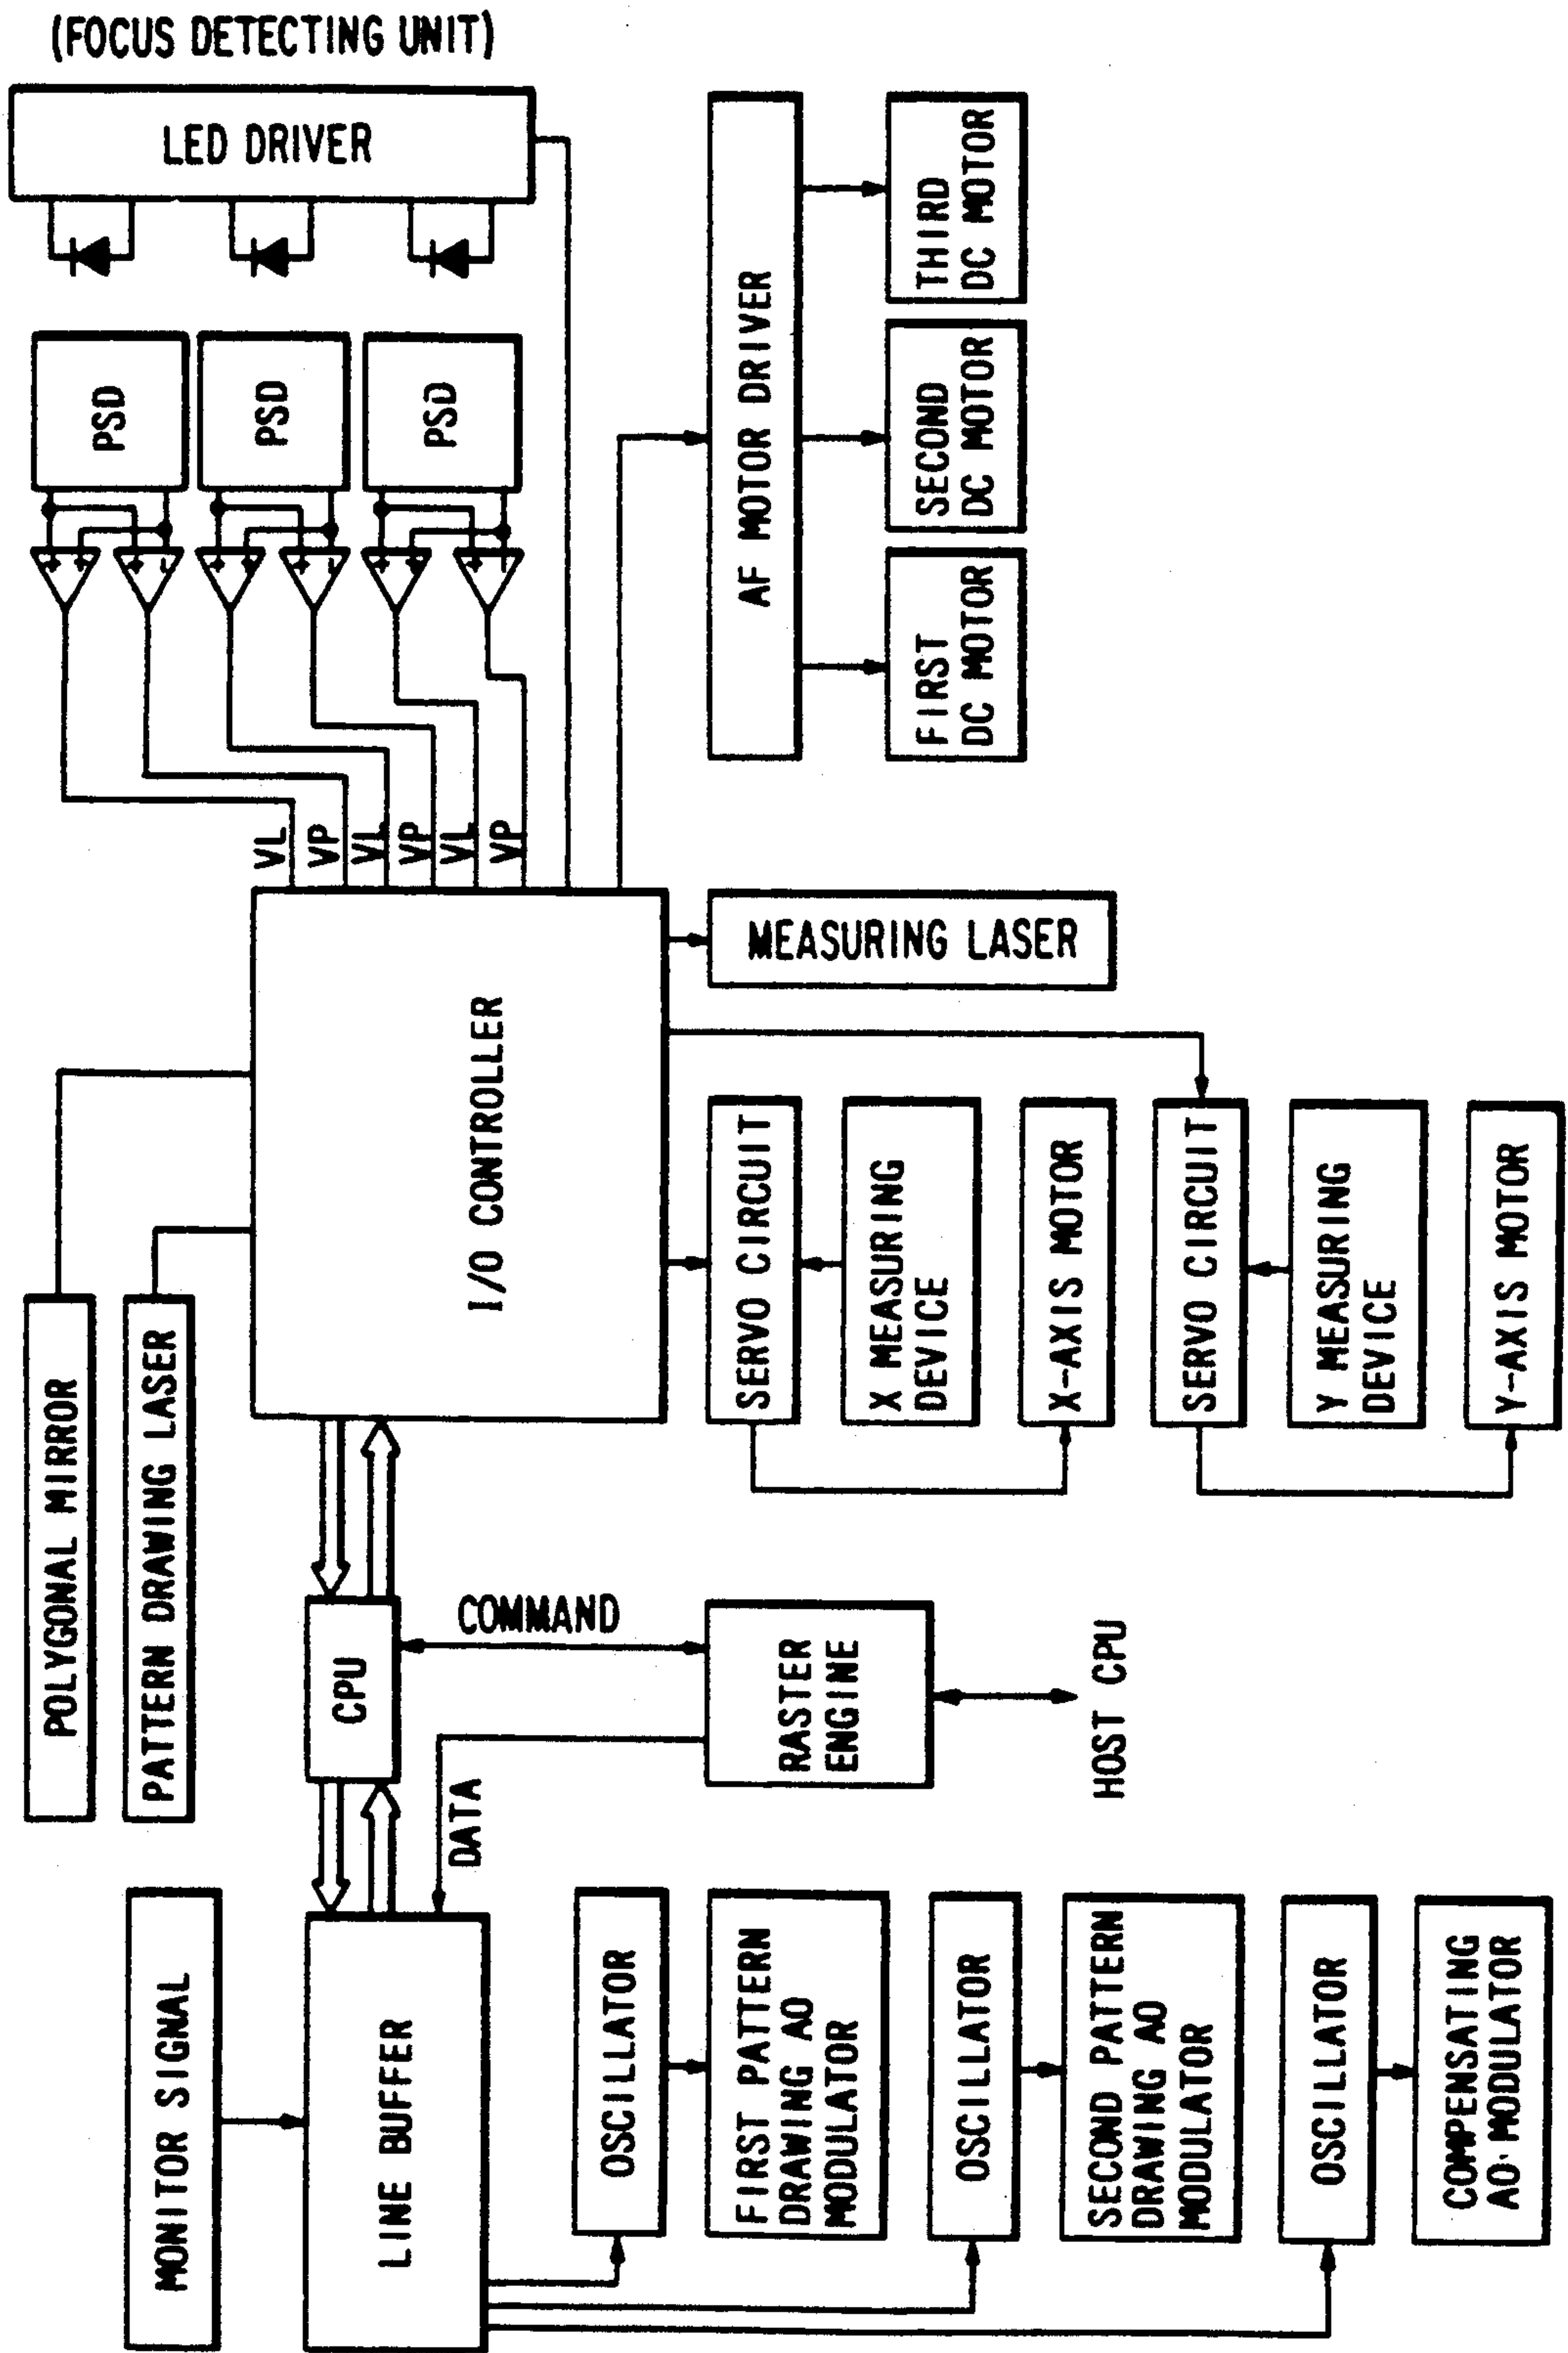 (FOCUS DETECTING UNIT)
LED DRIVER
PSD
PSD
PSD
VL
VP
VL
VP
VL
VP
AF MOTOR DRIVER
FIRST
DC MOTOR
SECOND
DC MOTOR
THIRD
DC MOTOR
POLYGONAL MIRROR
PATTERN DRAWING LASER
I/O CONTROLLER
MEASURING LASER
SERVO CIRCUIT
X MEASURING
DEVICE
X-AXIS MOTOR
SERVO CIRCUIT
Y MEASURING
DEVICE
Y-AXIS MOTOR
CPU
COMMAND
RASTER
ENGINE
HOST CPU
DATA
MONITOR SIGNAL
LINE BUFFER
OSCILLATOR
FIRST PATTERN
DRAWING AO
MODULATOR
OSCILLATOR
SECOND PATTERN
DRAWING AO
MODULATOR
OSCILLATOR
COMPENSATING
AO MODULATOR